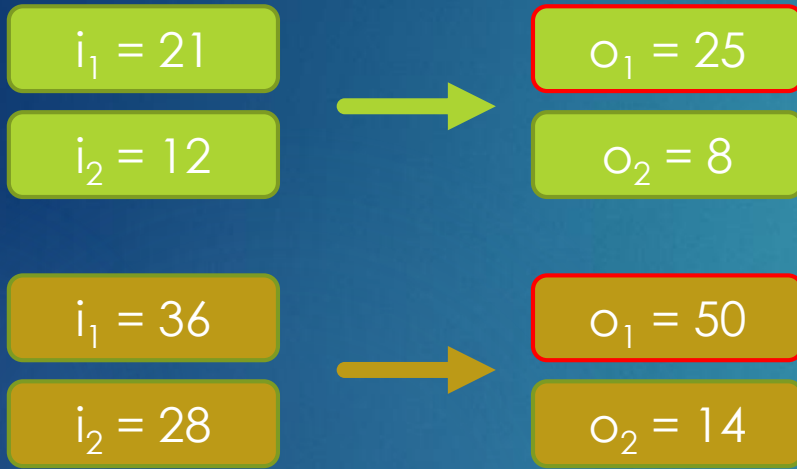 i₁ = 21
o₁ = 25
i₂ = 12
o₂ = 8
i₁ = 36
o₁ = 50
i₂ = 28
o₂ = 14